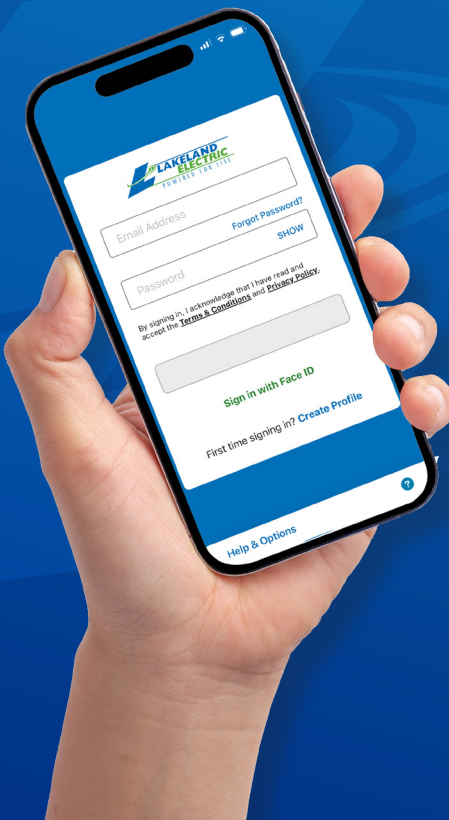 LAKELAND
ELECTRIC
POWERED FOR LIFE
Email Address
Forgot Password?
Password
SHOW
By signing in, I acknowledge that I have read and
accept the Terms & Conditions and Privacy Policy.
Sign in with Face ID
First time signing in? Create Profile
?
Help & Options